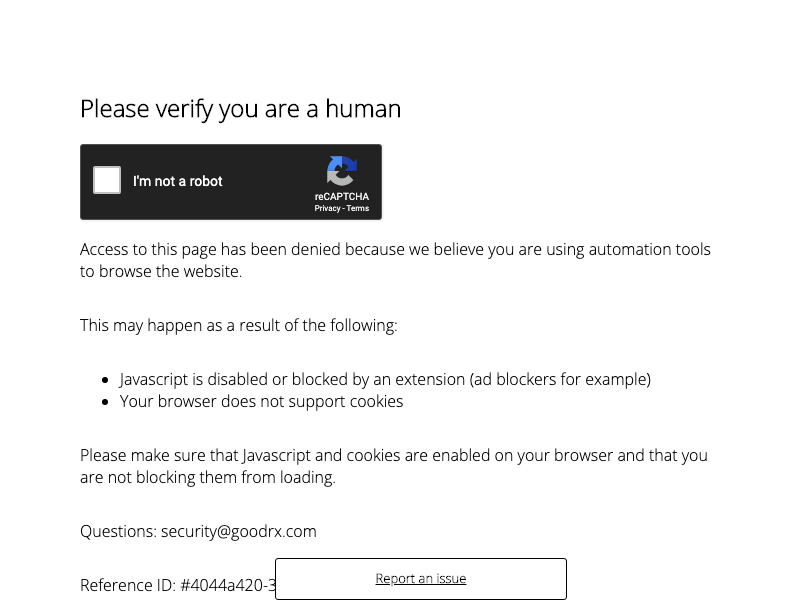 Please verify you are a human
I'm not a robot
reCAPTCHA
Privacy - Terms
Access to this page has been denied because we believe you are using automation tools
to browse the website.
This may happen as a result of the following:
Javascript is disabled or blocked by an extension (ad blockers for example)
Your browser does not support cookies
Please make sure that Javascript and cookies are enabled on your browser and that you
are not blocking them from loading.
Questions: security@goodrx.com
Reference ID: #4044a420-3
Report an issue